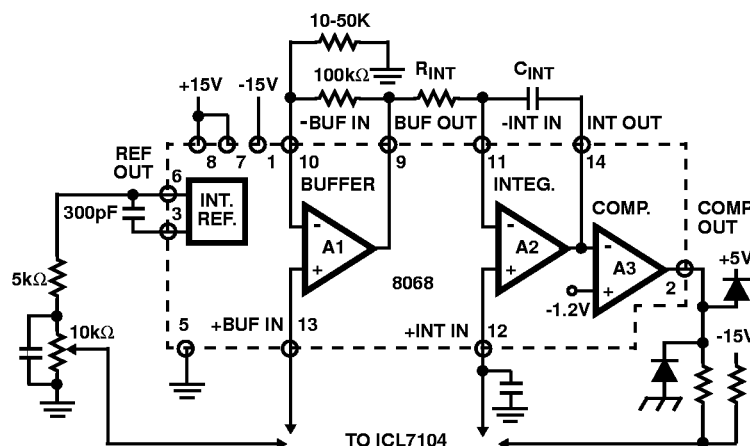 10-50K
100kΩ
R_INT
C_INT
+15V
-15V
-BUF IN
BUF OUT
-INT IN
INT OUT
REF
OUT
8
7
1
10
9
11
14
6
3
300pF
INT.
REF.
BUFFER
INTEG.
COMP.
COMP
OUT
A1
A2
A3
-
+
-
+
-
+
8068
-1.2V
2
+5V
5kΩ
10kΩ
5
+BUF IN
13
+INT IN
12
-15V
TO ICL7104